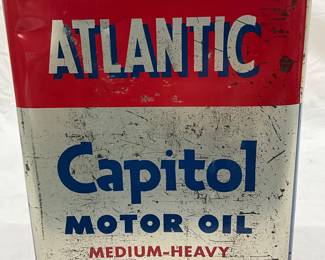 ATLANTIC
Capitol
MOTOR OIL
MEDIUM-HEAVY